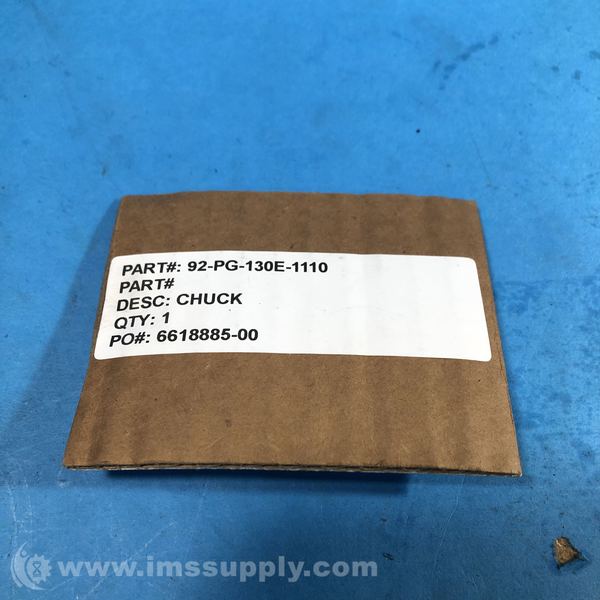 PART#: 92-PG-130E-1110
PART#
DESC: CHUCK
QTY: 1
PO#: 6618885-00
© www.imssupply.com